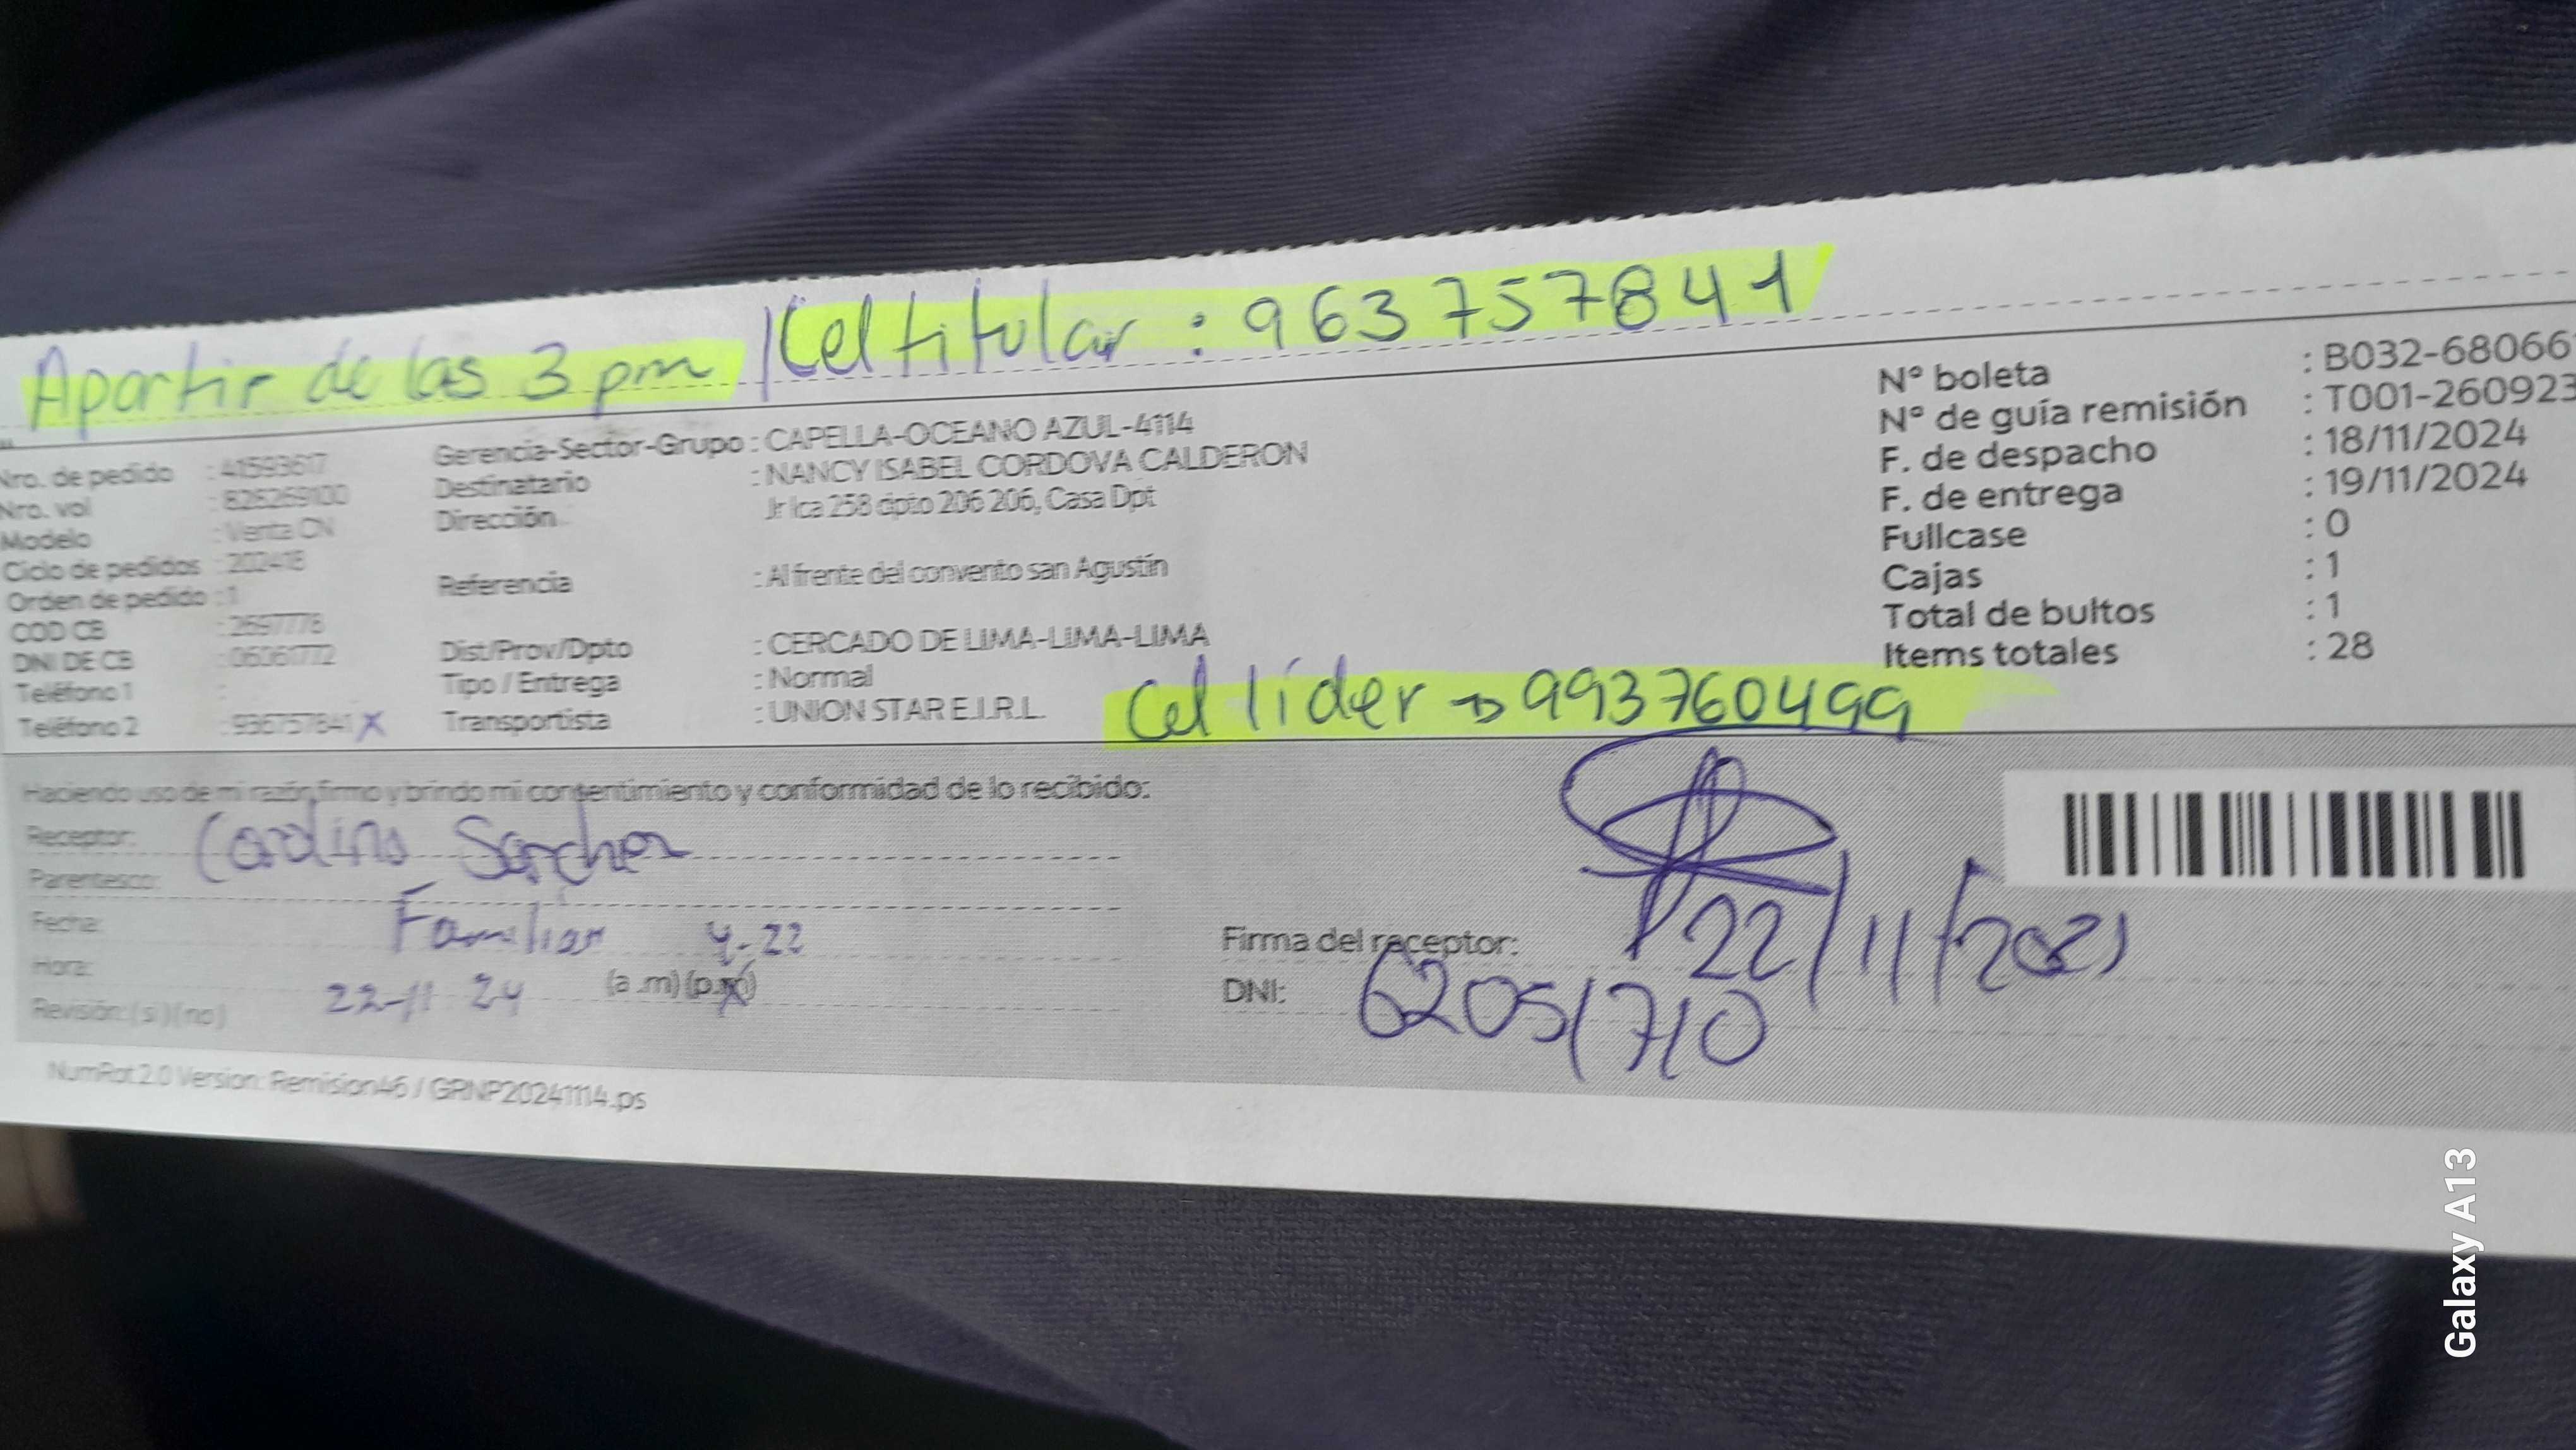 Apartir de las 3 pm / Cel titular : 963757841
Nro. de pedido : 41593617
Nro. vol : 826269100
Modelo : Venta CN
Ciclo de pedidos : 202418
Orden de pedido : 1
COD CB : 2697778
DNI DE CB : 06061772
Teléfono 1 :
Teléfono 2 : 936757841 X
Gerencia-Sector-Grupo : CAPELLA-OCEANO AZUL-4114
Destinatario : NANCY ISABEL CORDOVA CALDERON
Dirección Jr Ica 258 dpto 206 206, Casa Dpt
Referencia : Al frente del convento san Agustín
Dist/Prov/Dpto : CERCADO DE LIMA-LIMA-LIMA
Tipo / Entrega : Normal
Transportista : UNION STAR E.I.R.L.
Nº boleta : B032-68066
Nº de guía remisión : T001-260923
F. de despacho : 18/11/2024
F. de entrega : 19/11/2024
Fullcase : 0
Cajas : 1
Total de bultos : 1
Items totales : 28
Cel líder → 993760499
Haciendo uso de mi razón firmo y brindo mi consentimiento y conformidad de lo recibido:
Receptor:
Parentesco:
Familiar
Fecha: 4-22
Hora: 22-11-24 (a.m) (p.m)
Revisión: (si) (no)
Firma del receptor: 22/11/202
DNI: 62051710
NumRot 2.0 Version: Remision46 / GRNP20241114.ps
Galaxy A13